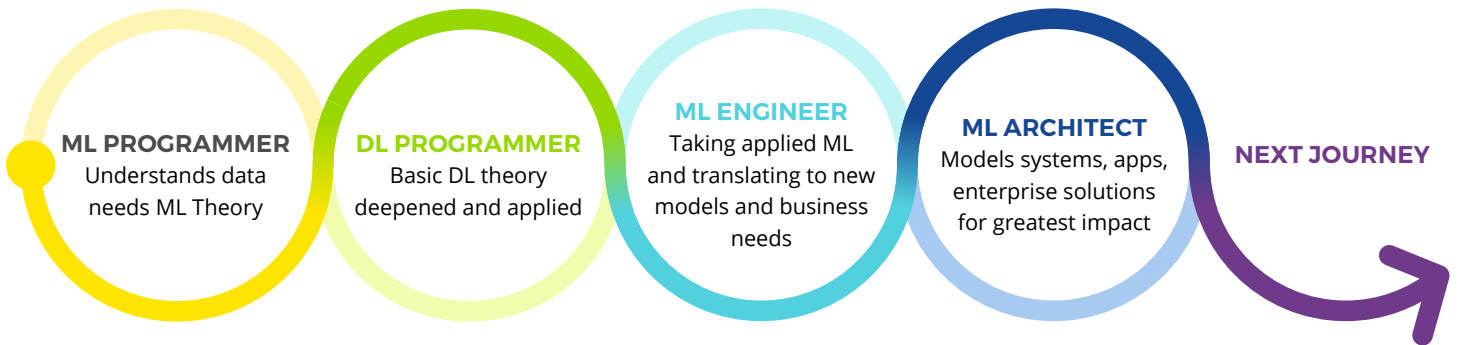 ML PROGRAMMER
Understands data
needs ML Theory
DL PROGRAMMER
Basic DL theory
deepened and applied
ML ENGINEER
Taking applied ML
and translating to new
models and business
needs
ML ARCHITECT
Models systems, apps,
enterprise solutions
for greatest impact
NEXT JOURNEY